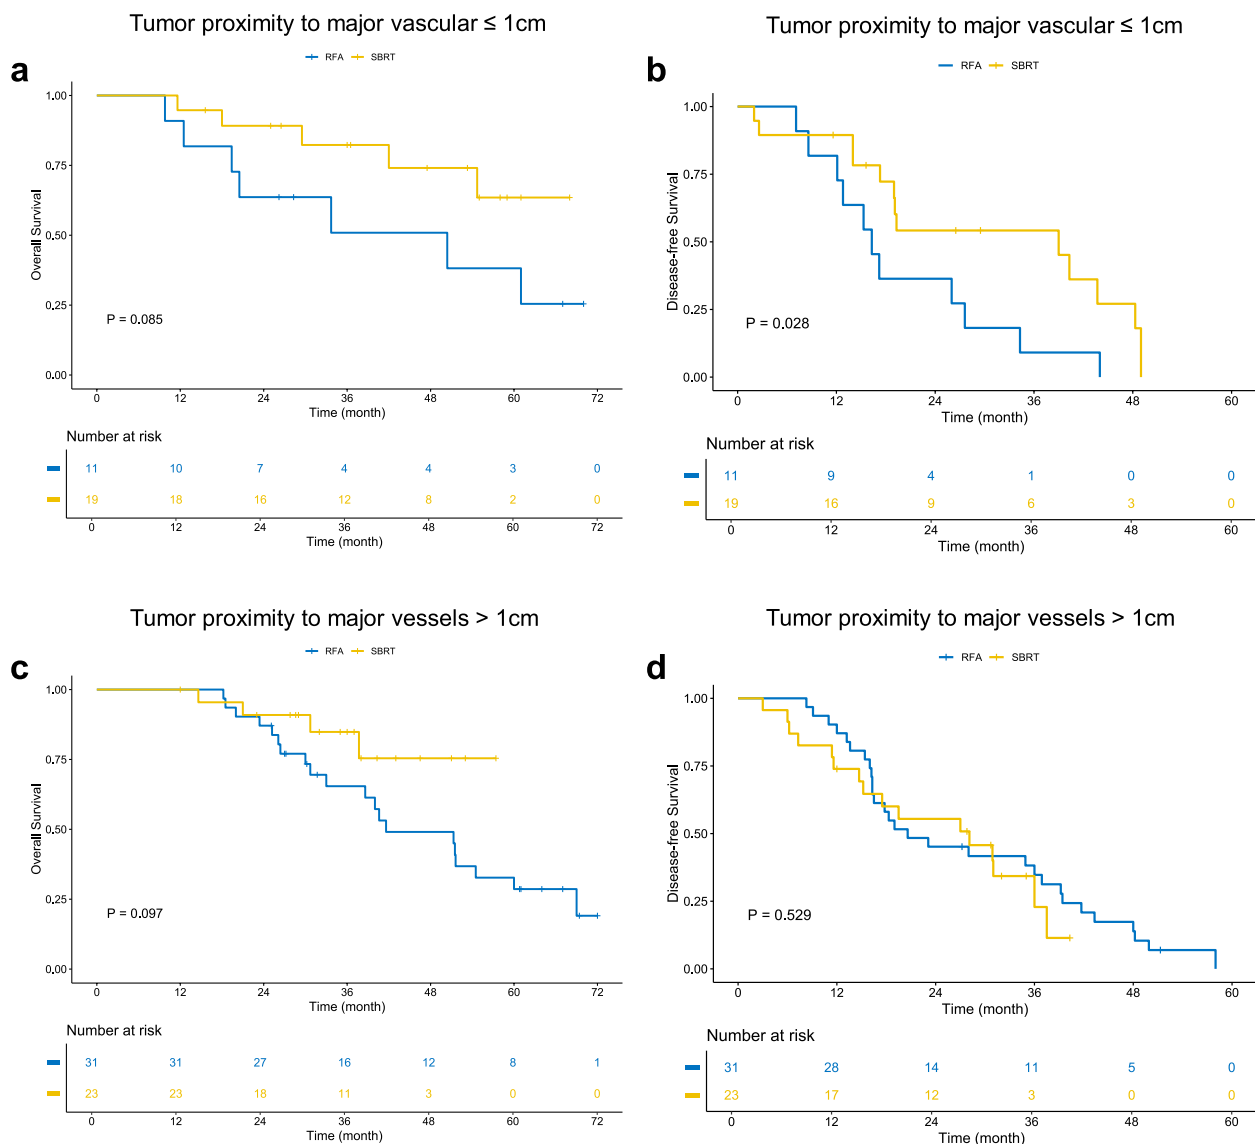 Tumor proximity to major vascular ≤ 1cm
a
RFA SBRT
Overall Survival
1.00
0.75
0.50
0.25
0.00
P = 0.085
0 12 24 36 48 60 72
Time (month)
Number at risk
11 10 7 4 4 3 0
19 18 16 12 8 2 0
0 12 24 36 48 60 72
Time (month)
Tumor proximity to major vascular ≤ 1cm
b
RFA SBRT
Disease-free Survival
1.00
0.75
0.50
0.25
0.00
P = 0.028
0 12 24 36 48 60
Time (month)
Number at risk
11 9 4 1 0 0
19 16 9 6 3 0
0 12 24 36 48 60
Time (month)
Tumor proximity to major vessels > 1cm
c
RFA SBRT
Overall Survival
1.00
0.75
0.50
0.25
0.00
P = 0.097
0 12 24 36 48 60 72
Time (month)
Number at risk
31 31 27 16 12 8 1
23 23 18 11 3 0 0
0 12 24 36 48 60 72
Time (month)
Tumor proximity to major vessels > 1cm
d
RFA SBRT
Disease-free Survival
1.00
0.75
0.50
0.25
0.00
P = 0.529
0 12 24 36 48 60
Time (month)
Number at risk
31 28 14 11 5 0
23 17 12 3 0 0
0 12 24 36 48 60
Time (month)